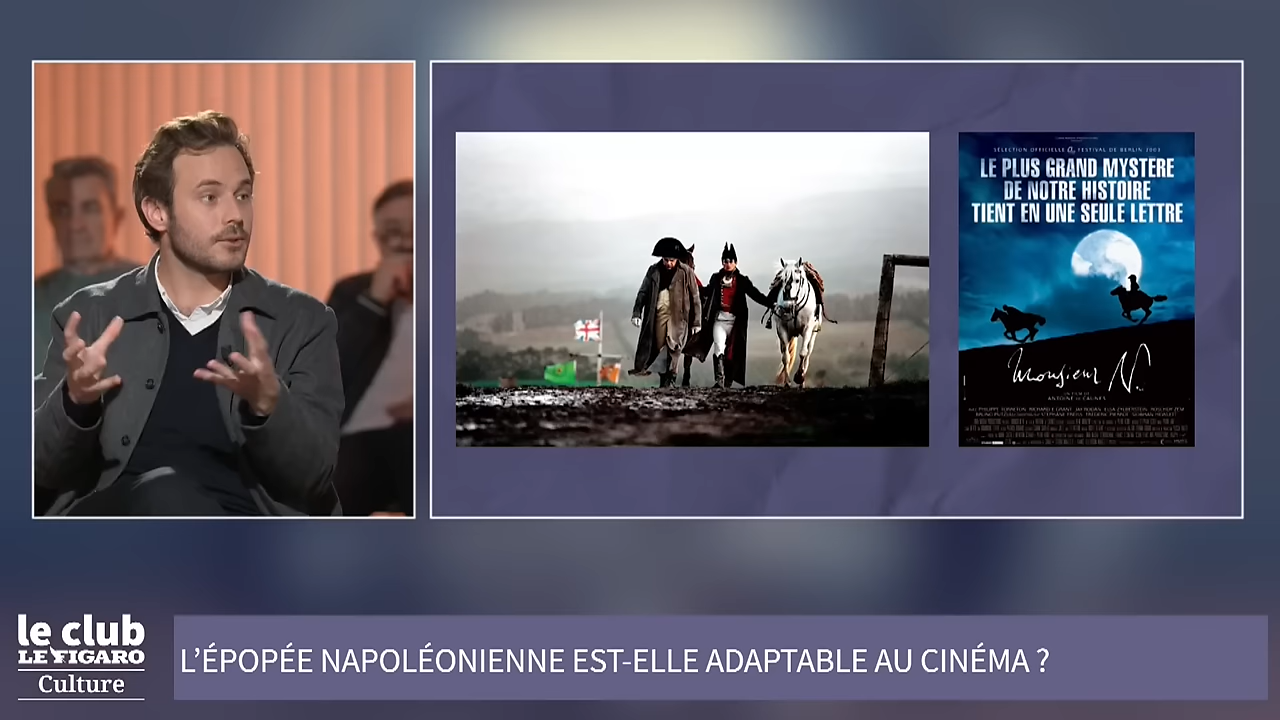 SÉLECTION OFFICIELLE FESTIVAL DE BERLIN 2003
LE PLUS GRAND MYSTERE
DE NOTRE HISTOIRE
TIENT EN UNE SEULE LETTRE
Monsieur N.
UN FILM DE
ANTOINE DE CAUNES
le club
LE FIGARO
Culture
L'ÉPOPÉE NAPOLÉONIENNE EST-ELLE ADAPTABLE AU CINÉMA ?